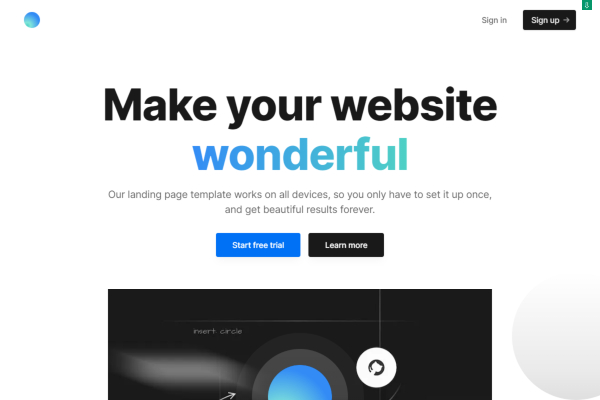 Sign in
Sign up →
Make your website
wonderful
Our landing page template works on all devices, so you only have to set it up once,
and get beautiful results forever.
Start free trial
Learn more
insert circle